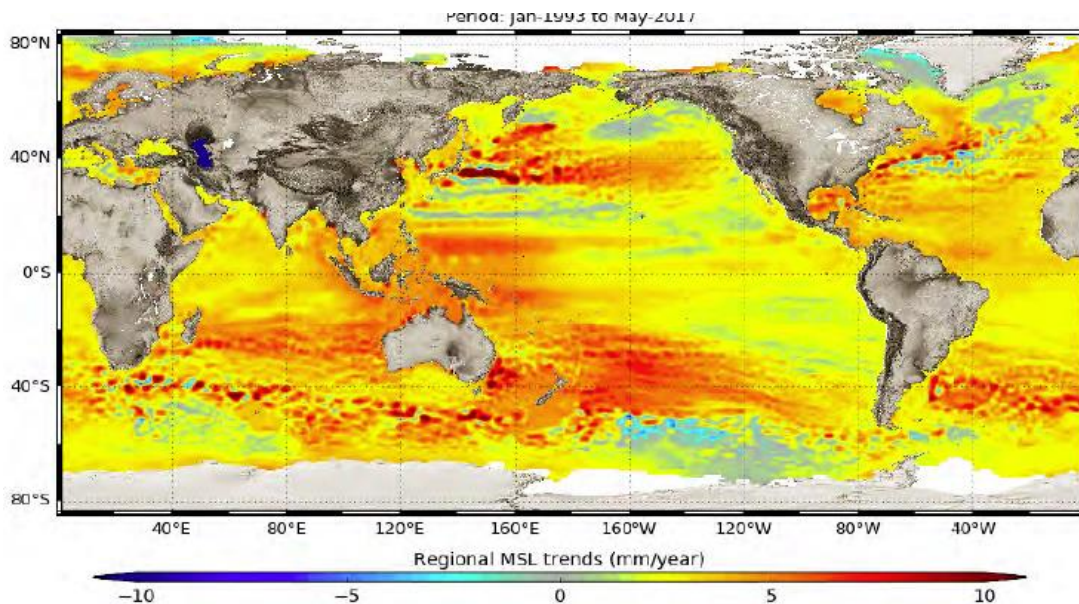 Period: Jan-1993 to May-2017
80°N
40°N
0°S
40°S
80°S
40°E 80°E 120°E 160°E 160°W 120°W 80°W 40°W
Regional MSL trends (mm/year)
−10 −5 0 5 10